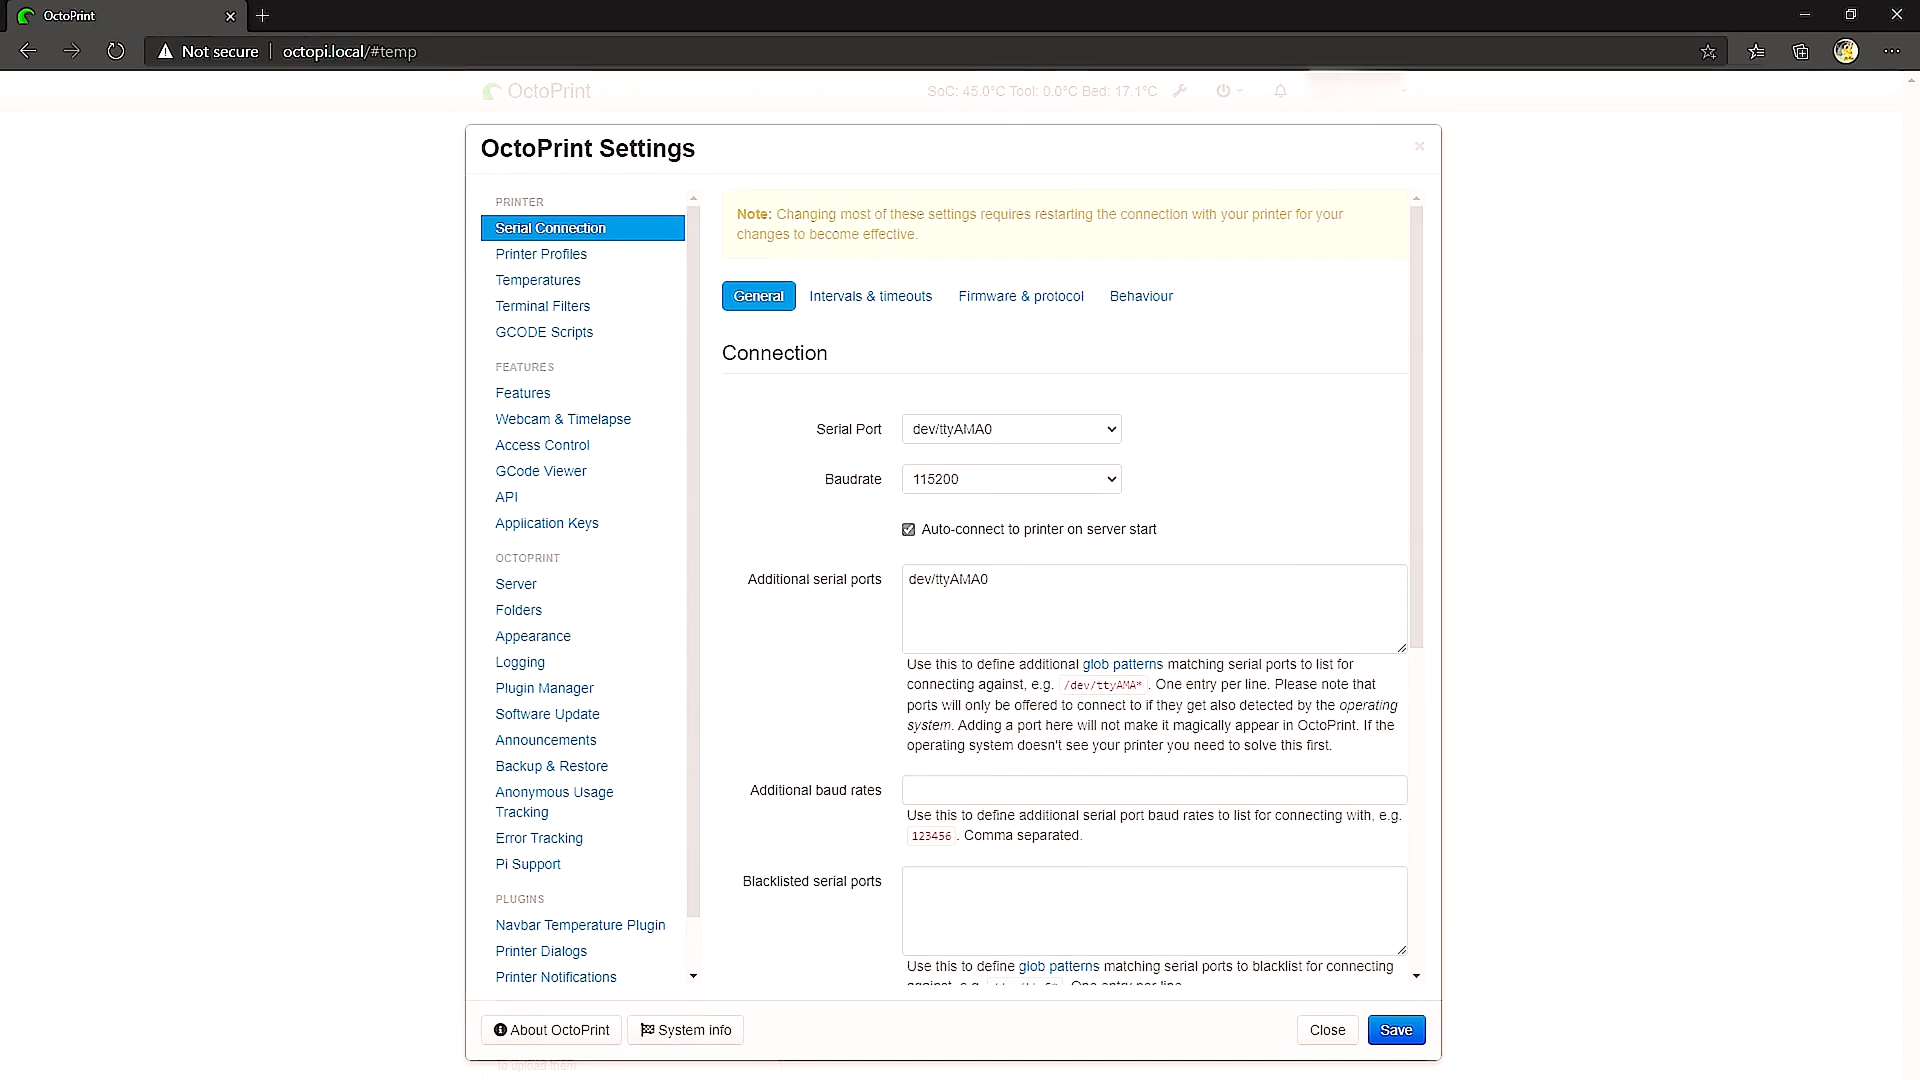 OctoPrint
Not secure
octopi.local/#temp
OctoPrint
SoC: 45.0°C Tool: 0.0°C Bed: 17.1°C
OctoPrint Settings
PRINTER
Serial Connection
Printer Profiles
Temperatures
Terminal Filters
GCODE Scripts
FEATURES
Features
Webcam & Timelapse
Access Control
GCode Viewer
API
Application Keys
OCTOPRINT
Server
Folders
Appearance
Logging
Plugin Manager
Software Update
Announcements
Backup & Restore
Anonymous Usage
Tracking
Error Tracking
Pi Support
PLUGINS
Navbar Temperature Plugin
Printer Dialogs
Printer Notifications
Note: Changing most of these settings requires restarting the connection with your printer for your
changes to become effective.
General
Intervals & timeouts
Firmware & protocol
Behaviour
Connection
Serial Port
dev/ttyAMA0
Baudrate
115200
Auto-connect to printer on server start
Additional serial ports
dev/ttyAMA0
Use this to define additional glob patterns matching serial ports to list for
connecting against, e.g. /dev/ttyAMA* . One entry per line. Please note that
ports will only be offered to connect to if they get also detected by the operating
system. Adding a port here will not make it magically appear in OctoPrint. If the
operating system doesn't see your printer you need to solve this first.
Additional baud rates
Use this to define additional serial port baud rates to list for connecting with, e.g.
123456 . Comma separated.
Blacklisted serial ports
Use this to define glob patterns matching serial ports to blacklist for connecting
against, e.g. One entry per line
About OctoPrint
System info
Close
Save
to upload them